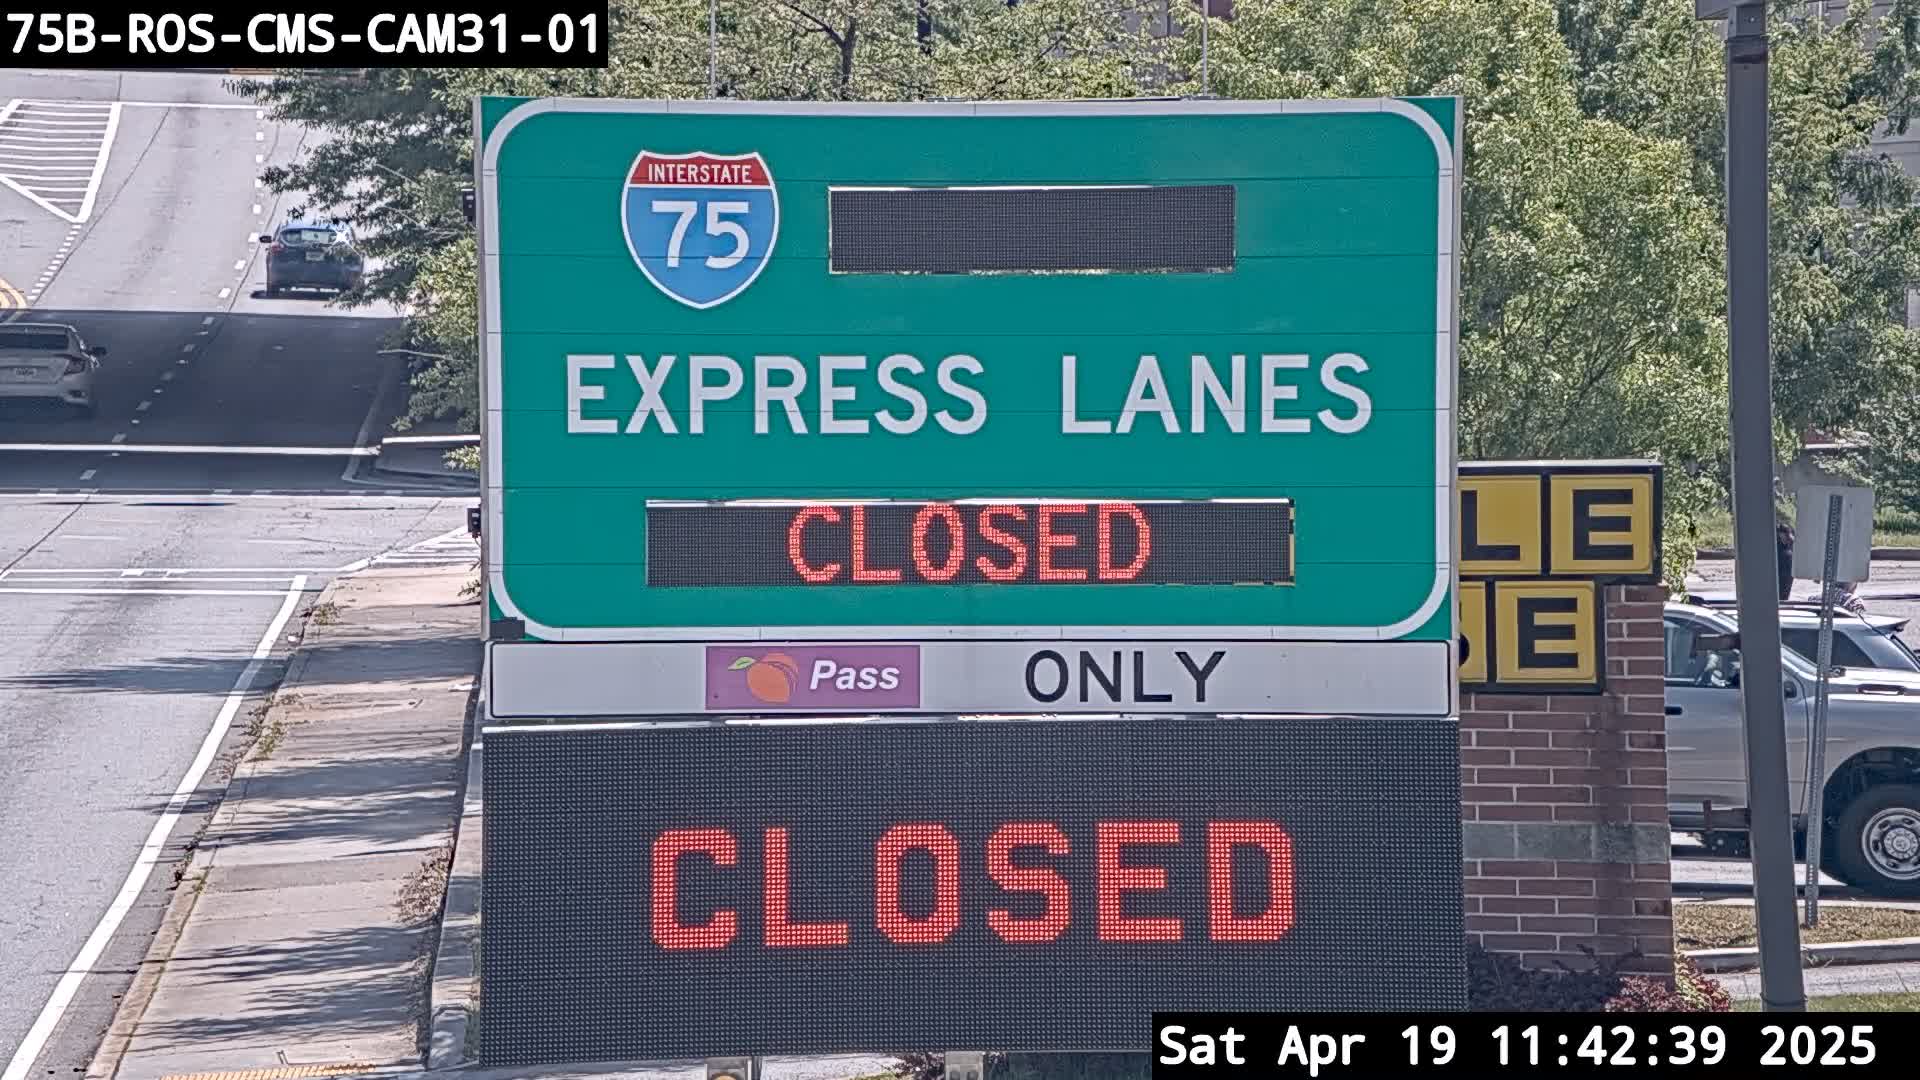 75B-ROS-CMS-CAM31-01
INTERSTATE
75
EXPRESS LANES
CLOSED
Pass ONLY
CLOSED
LE
E
Sat Apr 19 11:42:39 2025